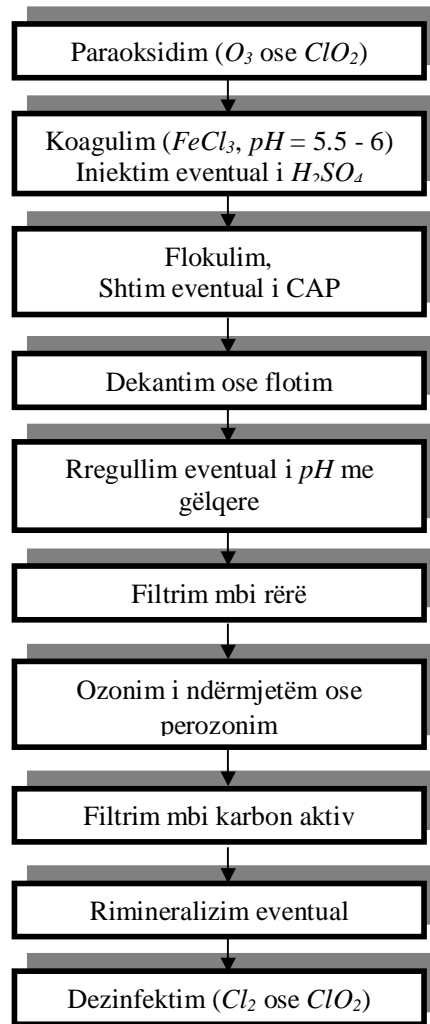 Paraoksidim (O₃ ose ClO₂)
Koagulim (FeCl₃, pH = 5.5 - 6)
Injektim eventual i H₂SO₄
Flokulim,
Shtim eventual i CAP
Dekantim ose flotim
Rregullim eventual i pH me
gëlqere
Filtrim mbi rërë
Ozonim i ndërmjetëm ose
perozonim
Filtrim mbi karbon aktiv
Rimineralizim eventual
Dezinfektim (Cl₂ ose ClO₂)